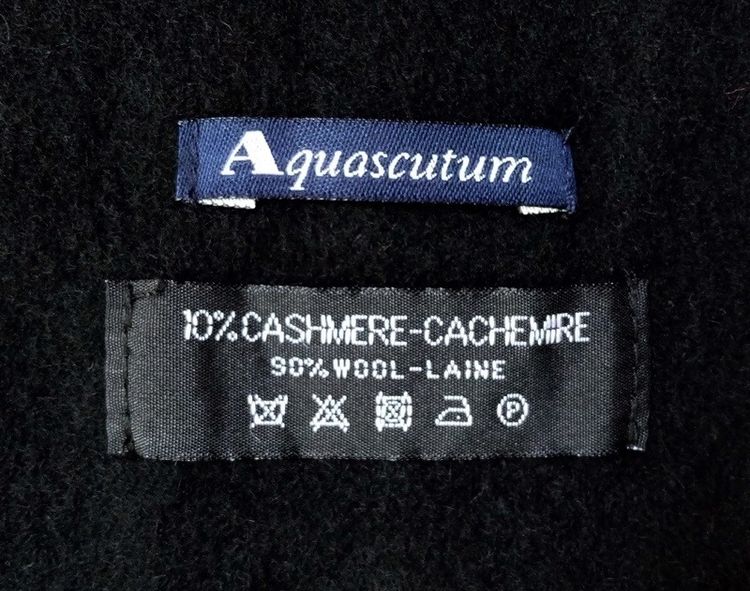 Aquascutum
10% CASHMERE-CACHEMIRE
90% WOOL-LAINE
P